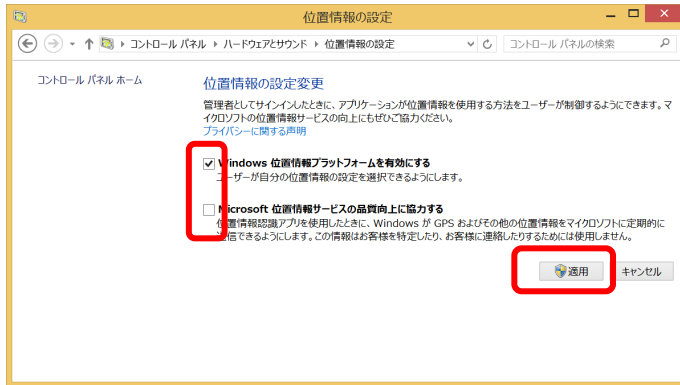 位置情報の設定
コントロール パネル ▸ ハードウェアとサウンド ▸ 位置情報の設定
コントロール パネルの検索
コントロール パネル ホーム
位置情報の設定変更
管理者としてサインインしたときに、アプリケーションが位置情報を使用する方法をユーザーが制御するようにできます。マ
イクロソフトの位置情報サービスの向上にもぜひご協力ください。
プライバシーに関する声明
Windows 位置情報プラットフォームを有効にする
ユーザーが自分の位置情報の設定を選択できるようにします。
Microsoft 位置情報サービスの品質向上に協力する
位置情報認識アプリを使用したときに、Windows が GPS およびその他の位置情報をマイクロソフトに定期的に
送信できるようにします。この情報はお客様を特定したり、お客様に連絡したりするためには使用しません。
適用
キャンセル